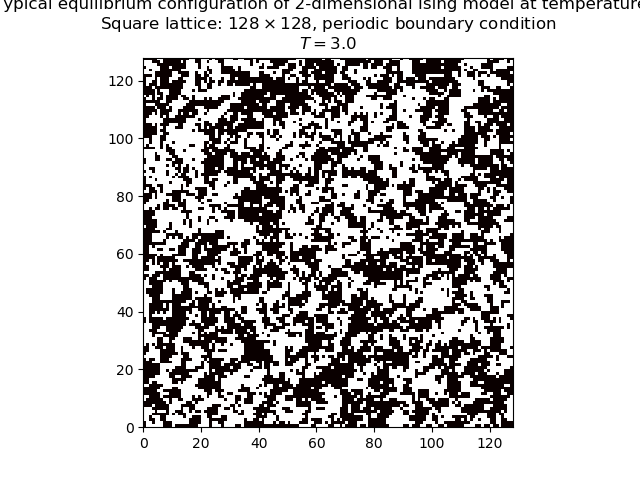 ypical equilibrium configuration of 2-dimensional Ising model at temperature
Square lattice: 128 × 128, periodic boundary condition
T = 3.0
120
100
80
60
40
20
0
0 20 40 60 80 100 120